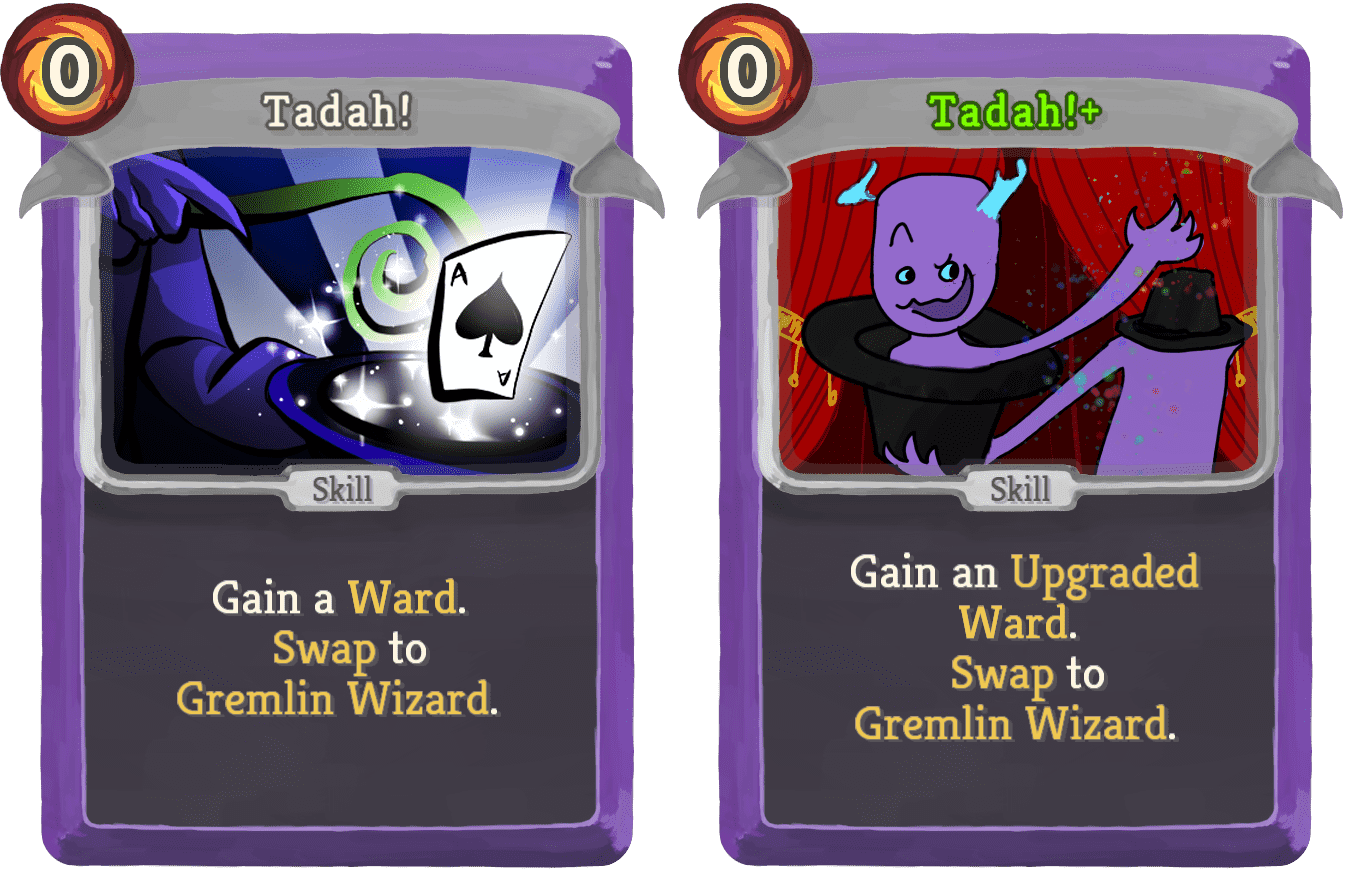 0
Tadah!
A
A
Skill
Gain a Ward.
Swap to
Gremlin Wizard.
0
Tadah!+
Skill
Gain an Upgraded
Ward.
Swap to
Gremlin Wizard.